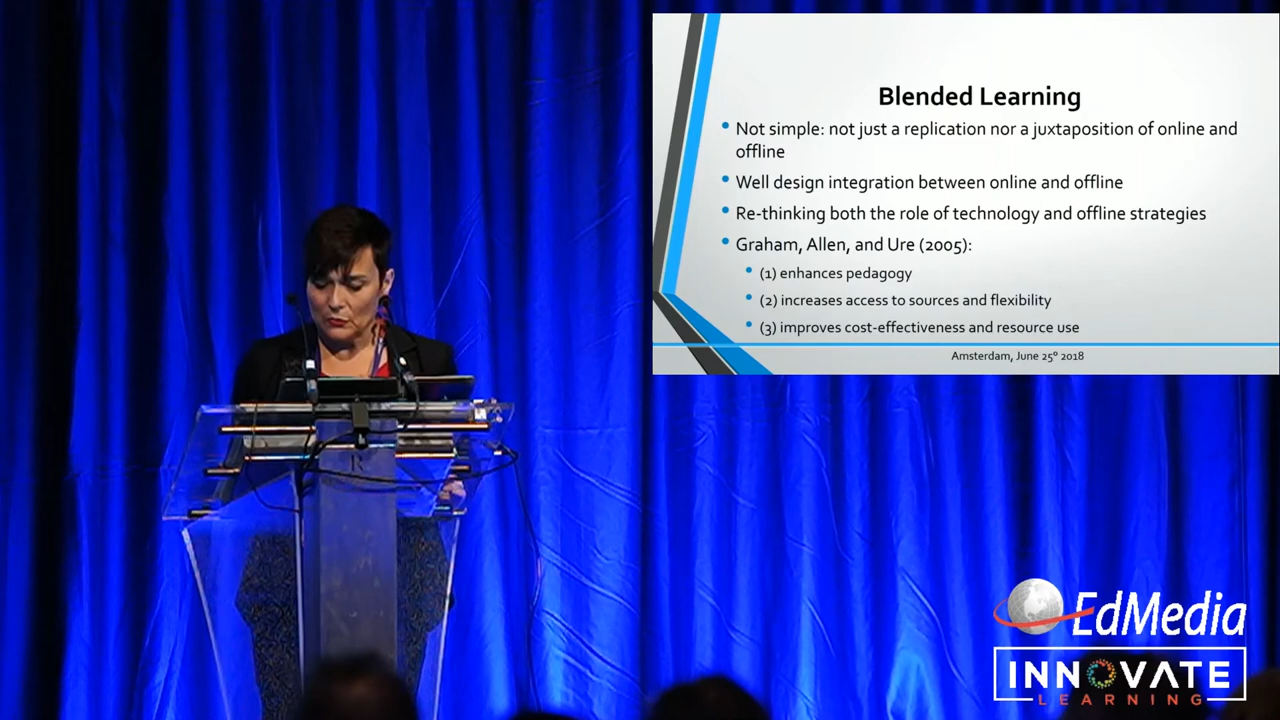 Blended Learning
Not simple: not just a replication nor a juxtaposition of online and
offline
Well design integration between online and offline
Re-thinking both the role of technology and offline strategies
Graham, Allen, and Ure (2005):
(1) enhances pedagogy
(2) increases access to sources and flexibility
(3) improves cost-effectiveness and resource use
Amsterdam, June 25º 2018
R
EdMedia
INNOVATE
LEARNING